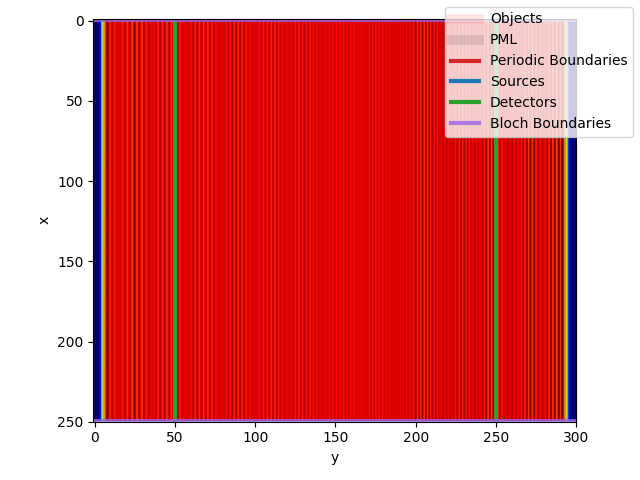 Objects
PML
Periodic Boundaries
Sources
Detectors
Bloch Boundaries
0
50
100
150
200
250
x
0 50 100 150 200 250 300
y